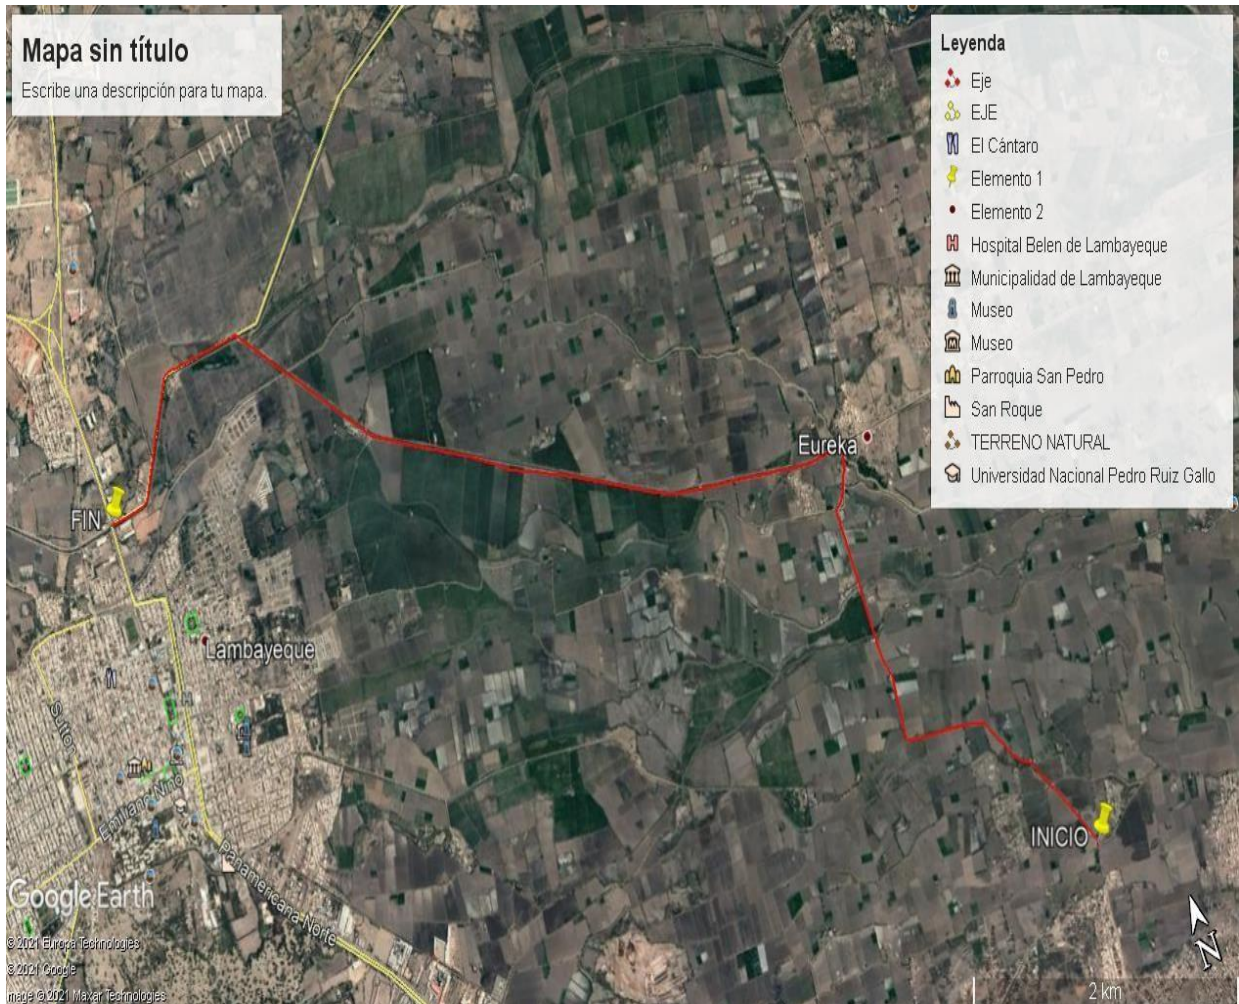 Mapa sin título
Escribe una descripción para tu mapa.
Leyenda
Eje
EJE
El Cántaro
Elemento 1
Elemento 2
Hospital Belen de Lambayeque
Municipalidad de Lambayeque
Museo
Museo
Parroquia San Pedro
San Roque
TERRENO NATURAL
Universidad Nacional Pedro Ruiz Gallo
Eureka
FIN
Lambayeque
Sutton
Emiliano Niño
INICIO
Panamericana Norte
Google Earth
© 2021 Europa Technologies
© 2021 Google
Image © 2021 Maxar Technologies
N
2 km